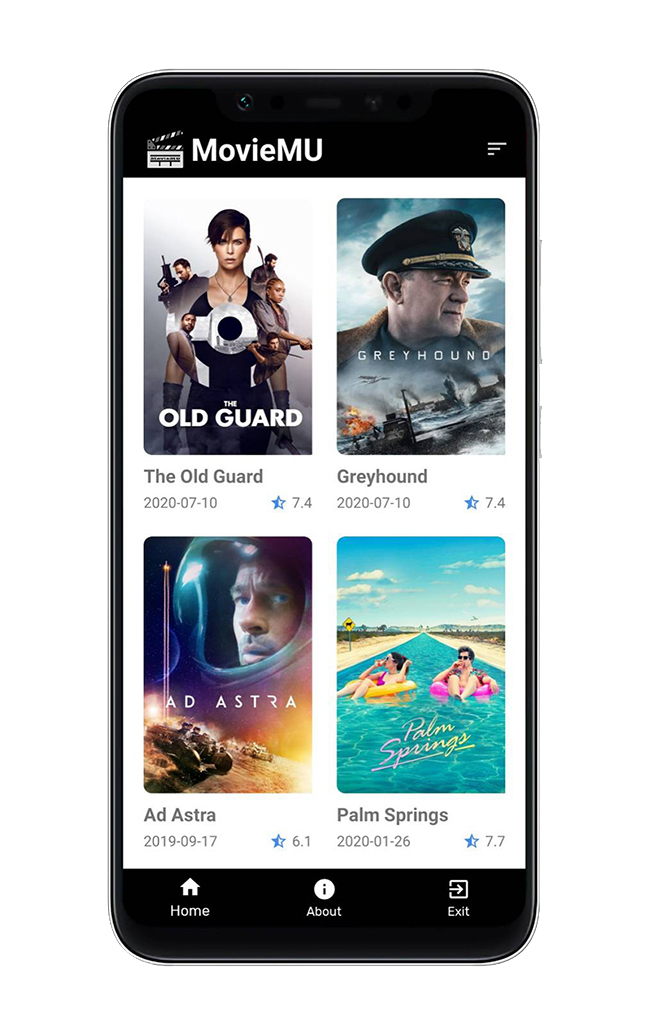 MovieMU
MovieMU
THE
OLD GUARD
GREYHOUND
The Old Guard
Greyhound
2020-07-10
7.4
2020-07-10
7.4
AD ASTRA
Palm
Springs
Ad Astra
Palm Springs
2019-09-17
6.1
2020-01-26
7.7
Home
About
Exit